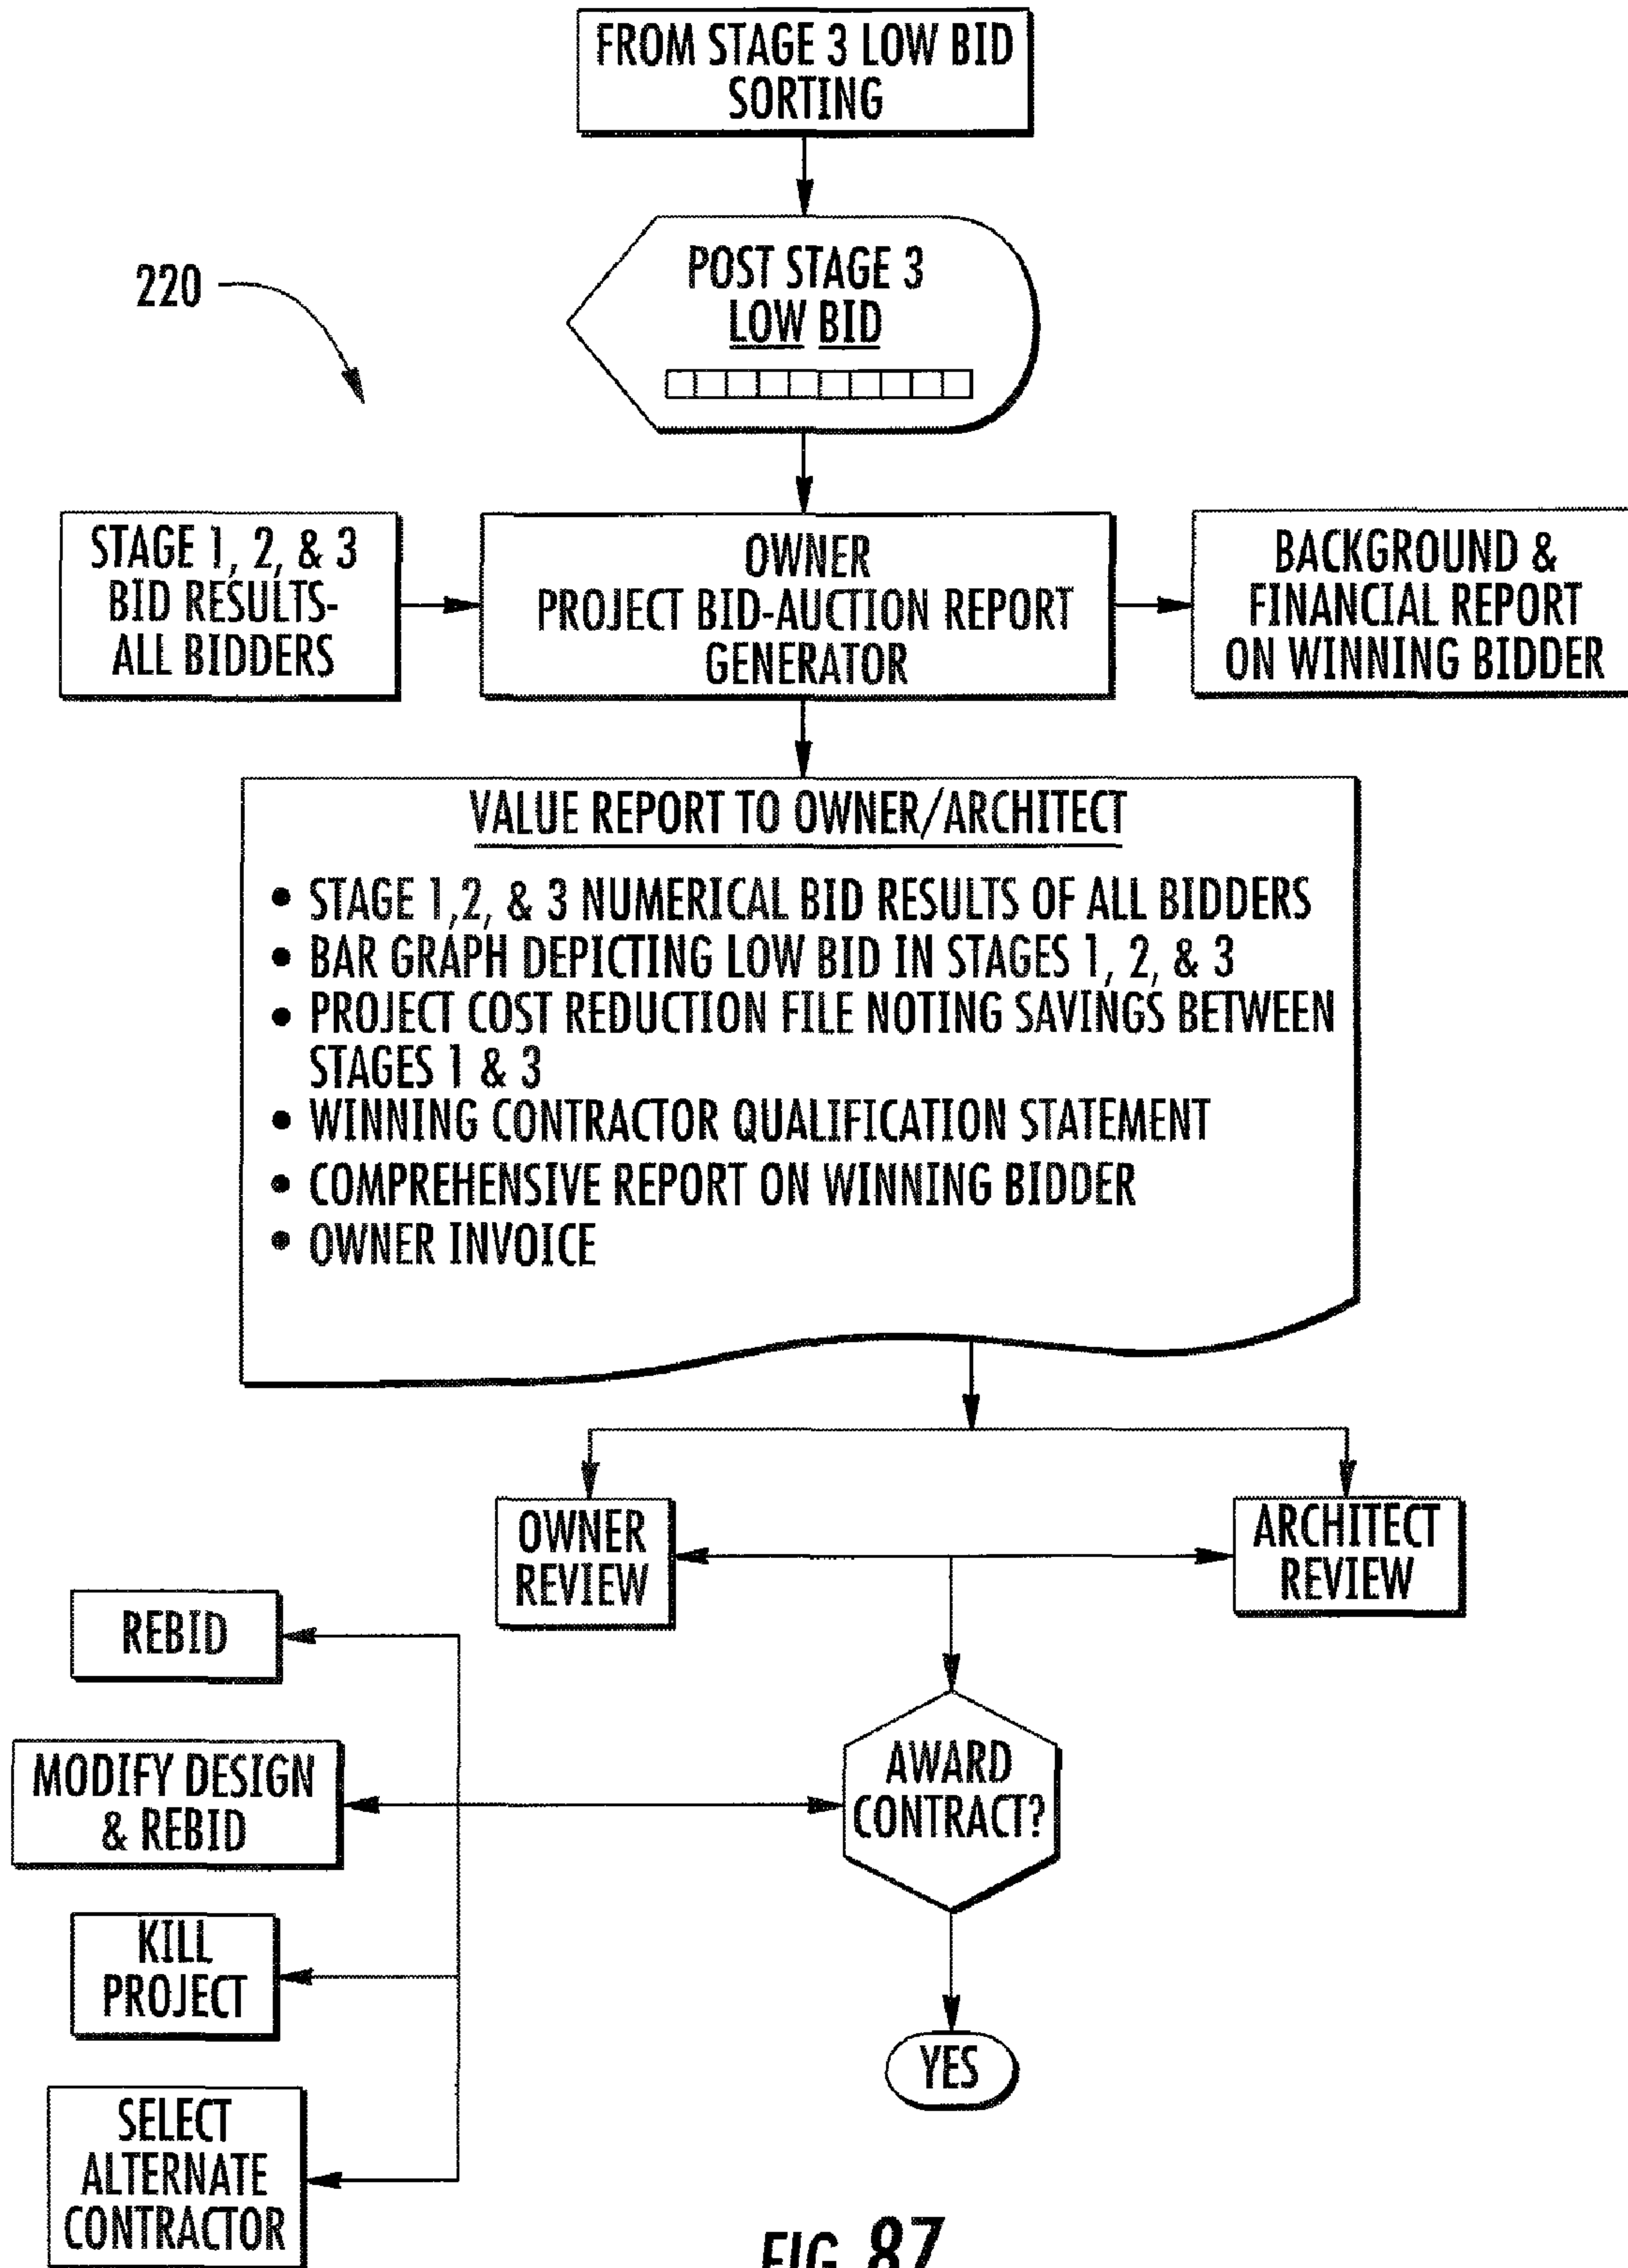 FROM STAGE 3 LOW BID
SORTING
220
POST STAGE 3
LOW BID
STAGE 1, 2, & 3
BID RESULTS-
ALL BIDDERS
OWNER
PROJECT BID-AUCTION REPORT
GENERATOR
BACKGROUND &
FINANCIAL REPORT
ON WINNING BIDDER
VALUE REPORT TO OWNER/ARCHITECT
• STAGE 1,2, & 3 NUMERICAL BID RESULTS OF ALL BIDDERS
• BAR GRAPH DEPICTING LOW BID IN STAGES 1, 2, & 3
• PROJECT COST REDUCTION FILE NOTING SAVINGS BETWEEN
STAGES 1 & 3
• WINNING CONTRACTOR QUALIFICATION STATEMENT
• COMPREHENSIVE REPORT ON WINNING BIDDER
• OWNER INVOICE
OWNER
REVIEW
ARCHITECT
REVIEW
REBID
MODIFY DESIGN
& REBID
AWARD
CONTRACT?
KILL
PROJECT
YES
SELECT
ALTERNATE
CONTRACTOR
FIG. 87